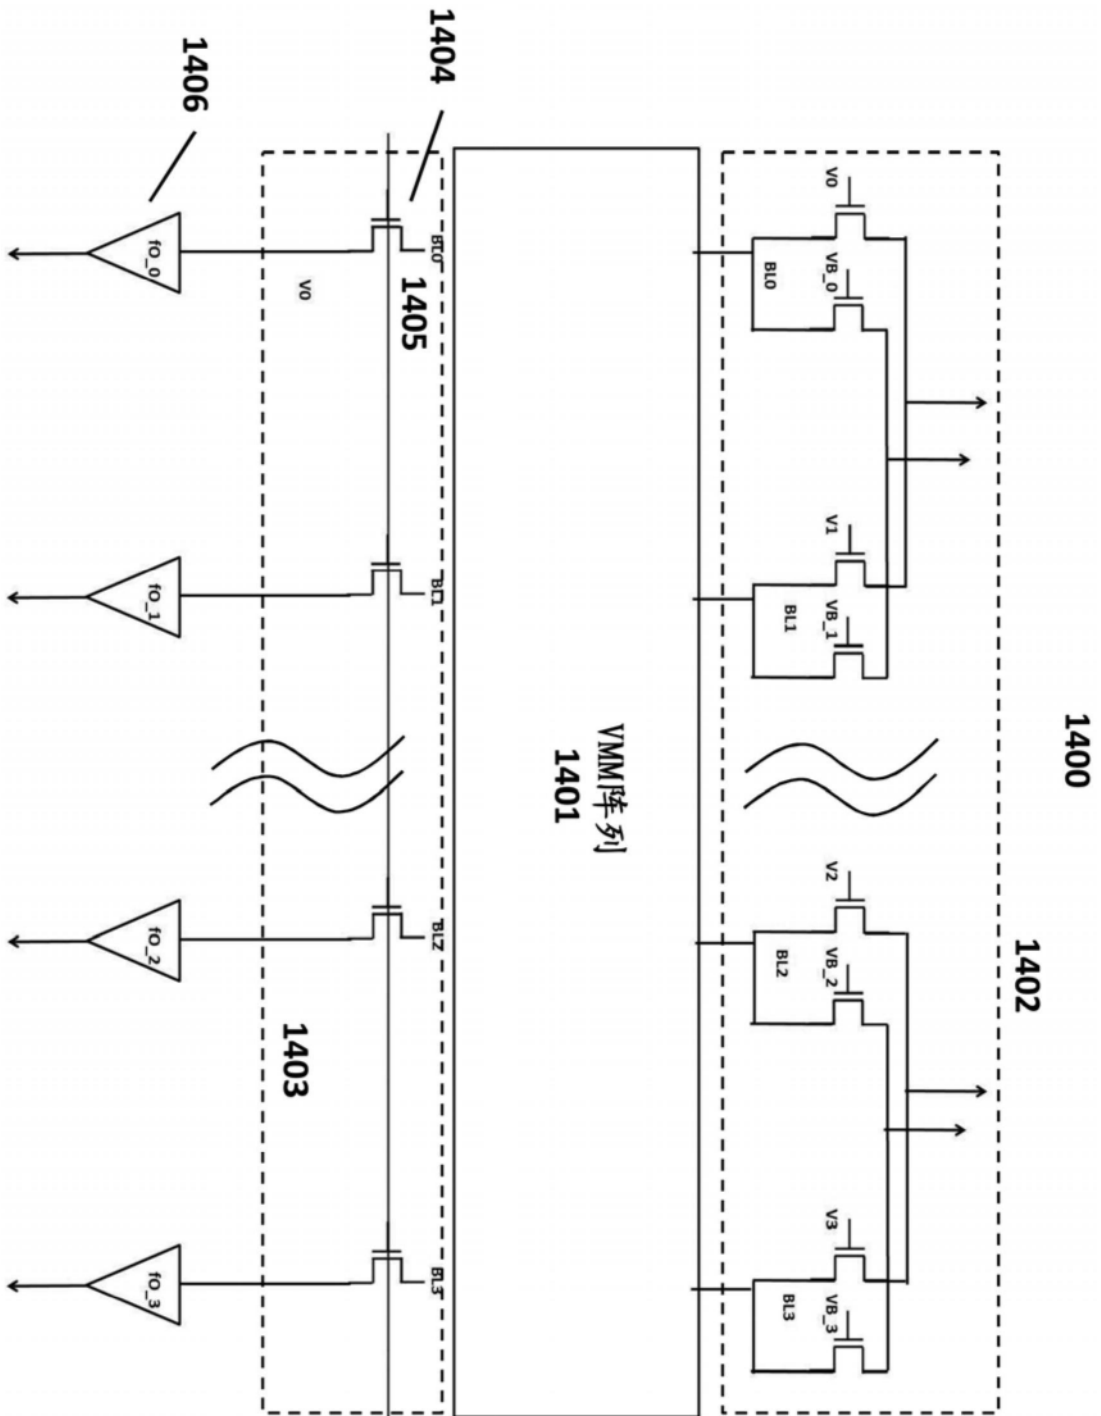 1400
1402
V0
VB_0
V1
VB_1
V2
VB_2
V3
VB_3
BL0
BL1
BL2
BL3
VMM阵列
1401
1404
BL0
BL1
BL2
BL3
1405
V0
1403
1406
fO_0
fO_1
fO_2
fO_3